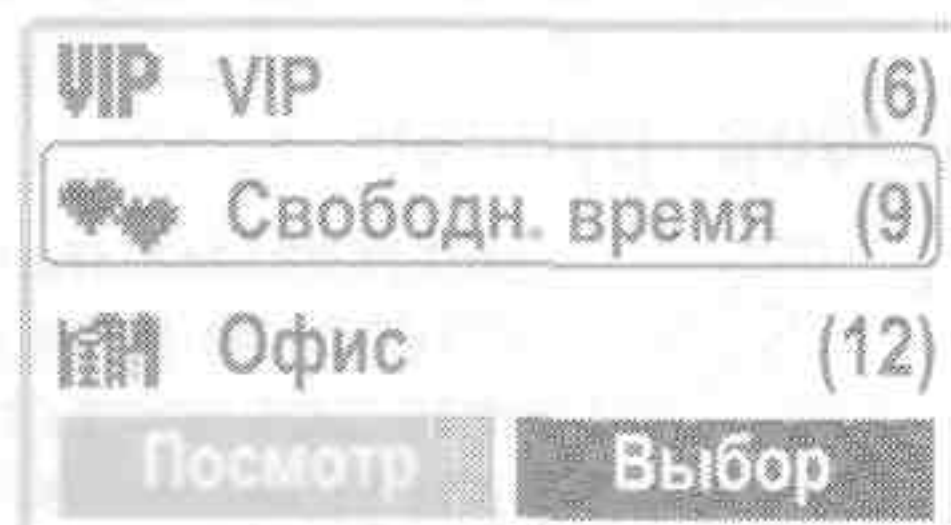 VIP VIP (6)
Свободн. время (9)
Офис (12)
Посмотр Выбор